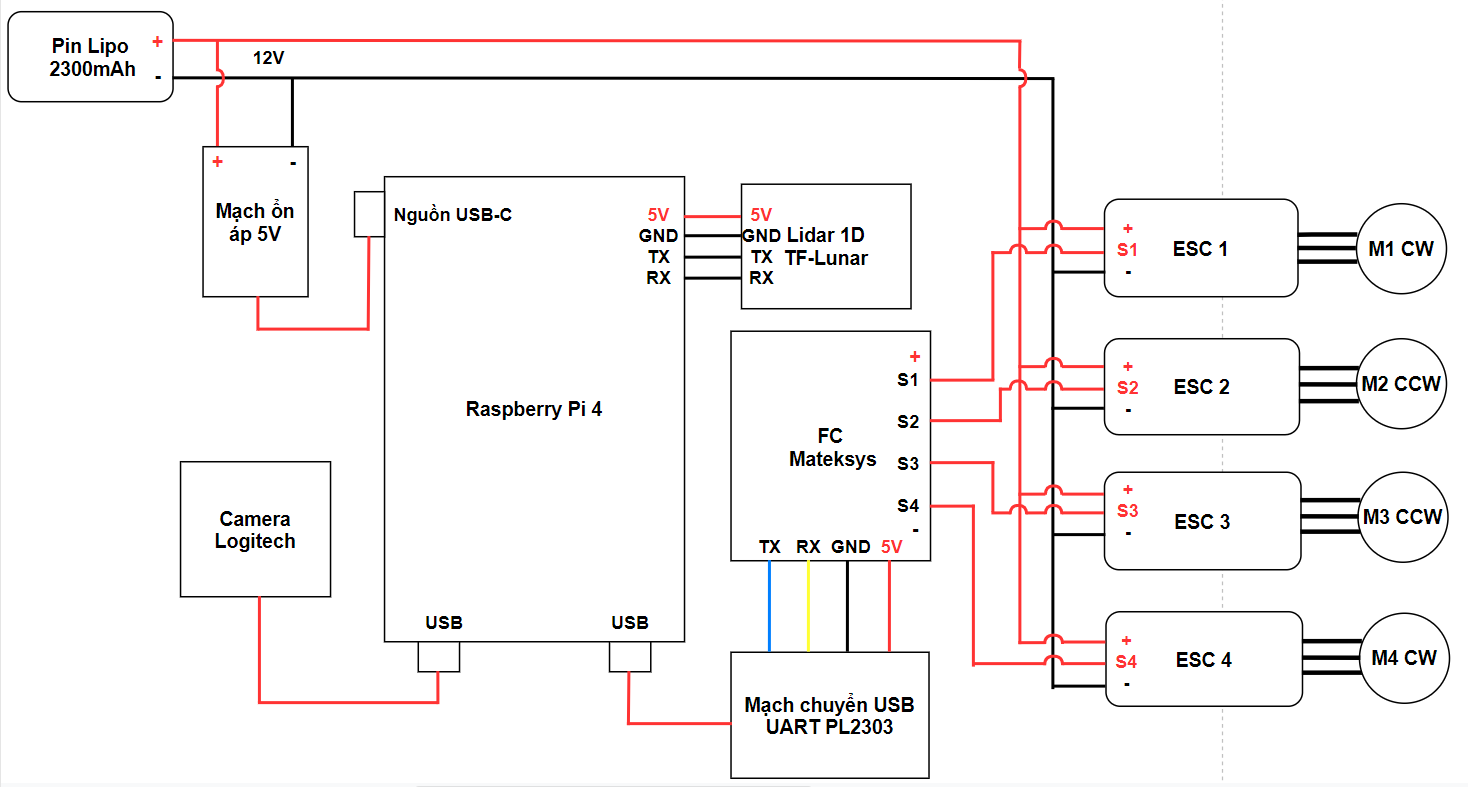 Pin Lipo +
2300mAh -
12V
+ -
Mạch ổn
áp 5V
Nguồn USB-C
5V
GND
TX
RX
Raspberry Pi 4
USB
USB
5V
GND Lidar 1D
TX TF-Lunar
RX
Camera
Logitech
+
S1
S2
S3
S4
-
FC
Mateksys
TX RX GND 5V
Mạch chuyển USB
UART PL2303
+
S1 ESC 1
-
M1 CW
+
S2 ESC 2
-
M2 CCW
+
S3 ESC 3
-
M3 CCW
+
S4 ESC 4
-
M4 CW